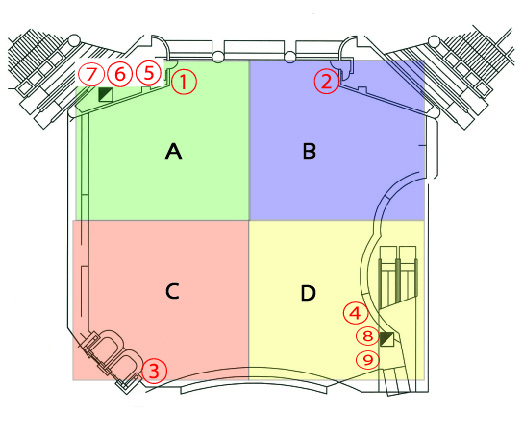 ⑦ ⑥ ⑤ ① ②
A B
C D
④
⑧
⑨
③